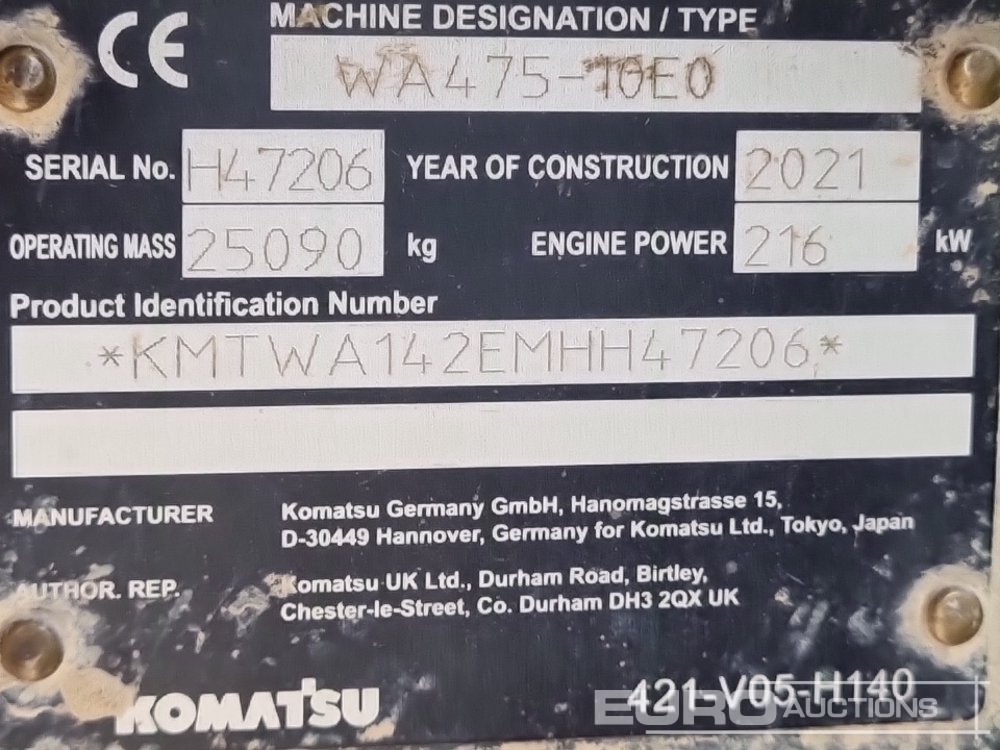 CE MACHINE DESIGNATION / TYPE
WA475-10E0
SERIAL No. H47206 YEAR OF CONSTRUCTION 2021
OPERATING MASS 25090 kg ENGINE POWER 216 kW
Product Identification Number
*KMTWA142EMHH47206*
MANUFACTURER Komatsu Germany GmbH, Hanomagstrasse 15,
D-30449 Hannover, Germany for Komatsu Ltd., Tokyo, Japan
AUTHOR. REP. Komatsu UK Ltd., Durham Road, Birtley,
Chester-le-Street, Co. Durham DH3 2QX UK
KOMATSU 421-V05-H140
EURO AUCTIONS